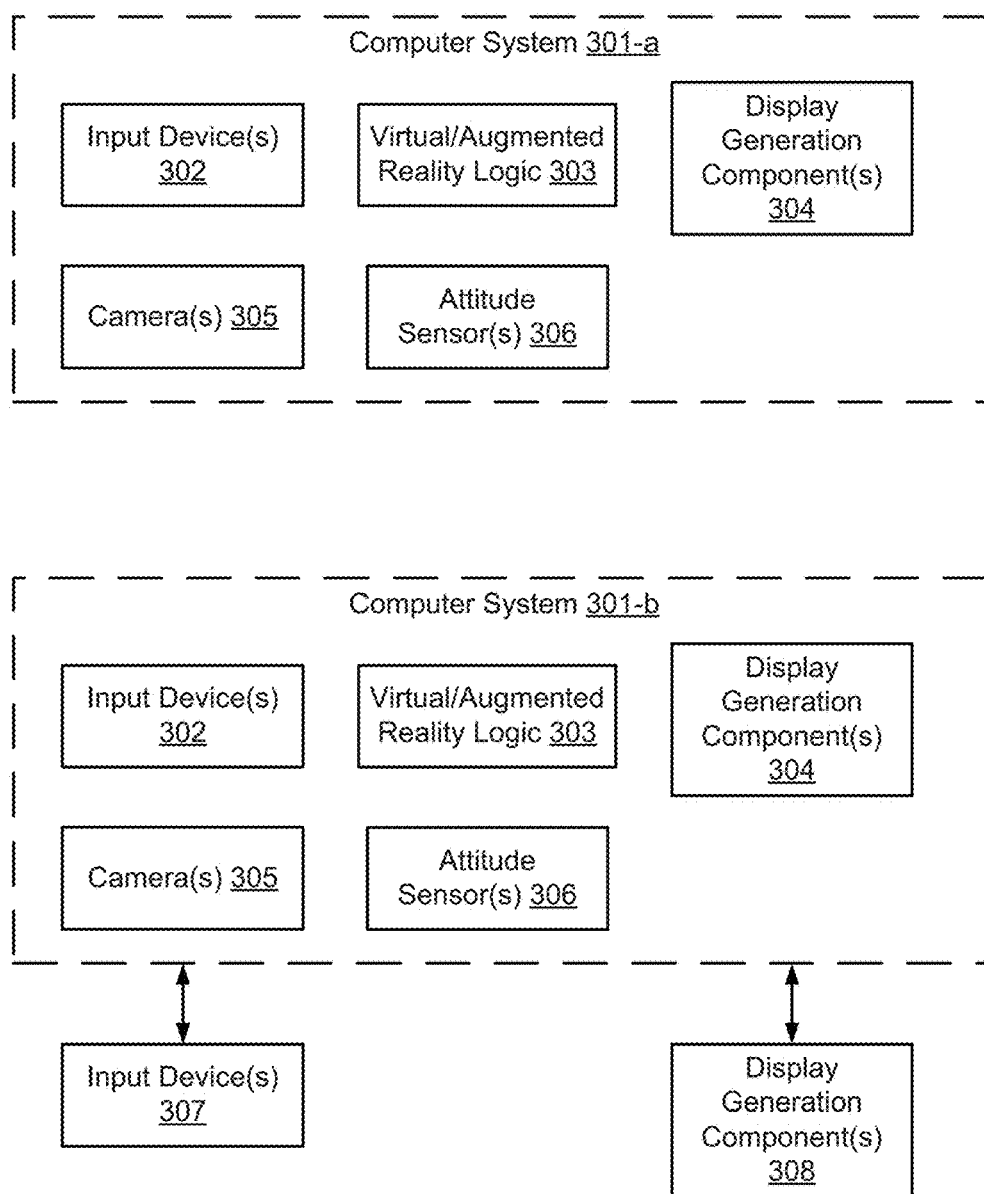 Computer System 301-a
Input Device(s)
302
Virtual/Augmented
Reality Logic 303
Display
Generation
Component(s)
304
Camera(s) 305
Attitude
Sensor(s) 306
Computer System 301-b
Input Device(s)
302
Virtual/Augmented
Reality Logic 303
Display
Generation
Component(s)
304
Camera(s) 305
Attitude
Sensor(s) 306
Input Device(s)
307
Display
Generation
Component(s)
308